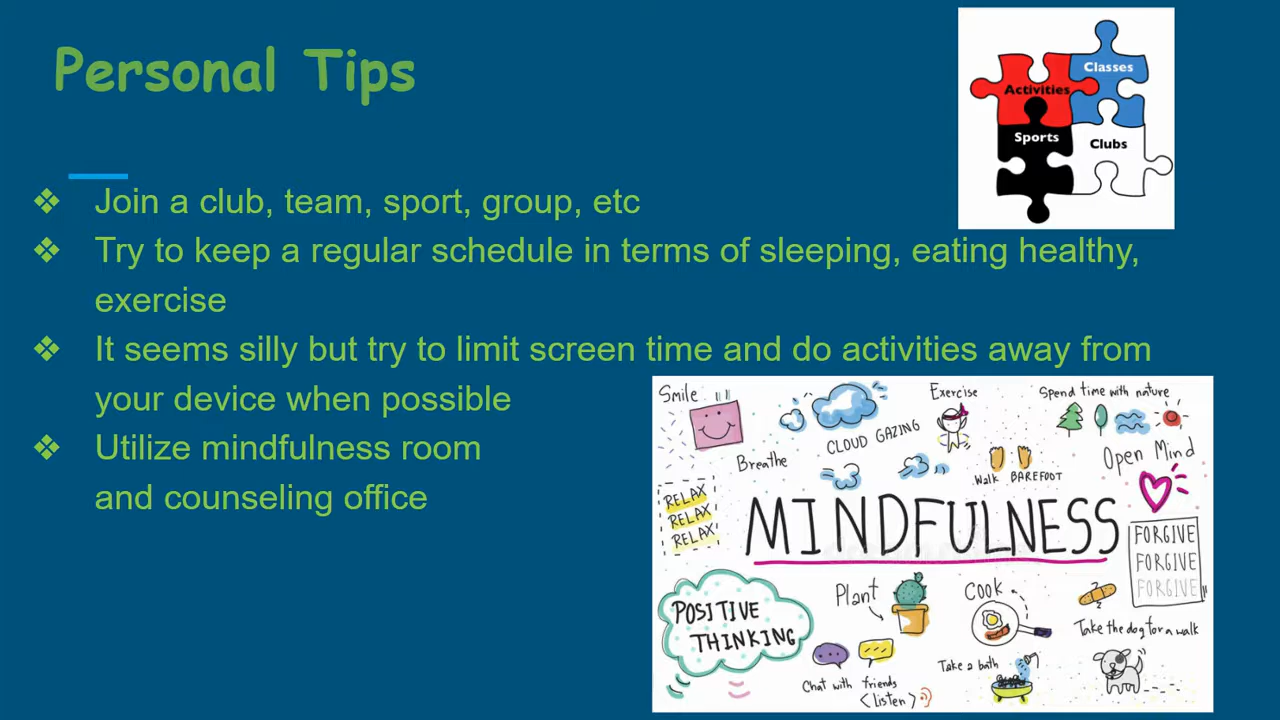 Personal Tips
Activities
Classes
Sports
Clubs
❖ Join a club, team, sport, group, etc
❖ Try to keep a regular schedule in terms of sleeping, eating healthy,
exercise
❖ It seems silly but try to limit screen time and do activities away from
your device when possible
❖ Utilize mindfulness room
and counseling office
Smile
Breathe
CLOUD GAZING
Exercise
Walk BAREFOOT
Spend time with nature
Open Mind
RELAX
RELAX
RELAX
MINDFULNESS
FORGIVE
FORGIVE
FORGIVE
POSITIVE
THINKING
Plant
Cook
Take the dog for a walk
Chat with friends
<listen>
Take a bath